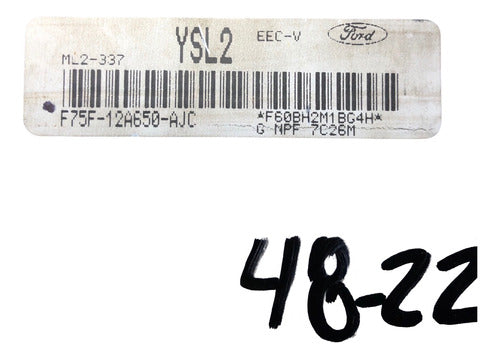 YSL2 EEC-V Ford
ML2-337
F75F-12A650-AJC *F60BH2M1BG4H*
G NPF 7C26M
48-22